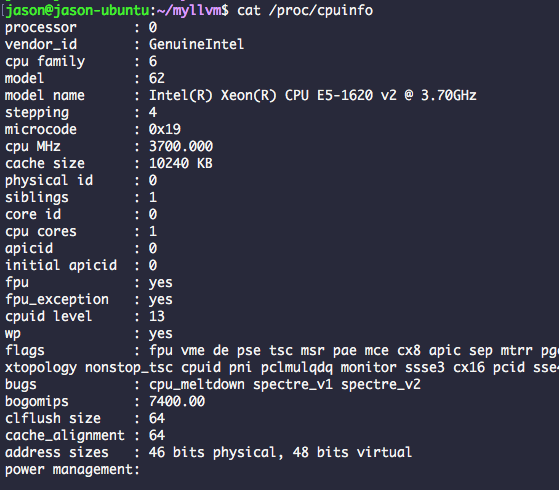 jason@jason-ubuntu:~/myllvm$ cat /proc/cpuinfo
processor : 0
vendor_id : GenuineIntel
cpu family : 6
model : 62
model name : Intel(R) Xeon(R) CPU E5-1620 v2 @ 3.70GHz
stepping : 4
microcode : 0x19
cpu MHz : 3700.000
cache size : 10240 KB
physical id : 0
siblings : 1
core id : 0
cpu cores : 1
apicid : 0
initial apicid : 0
fpu : yes
fpu_exception : yes
cpuid level : 13
wp : yes
flags : fpu vme de pse tsc msr pae mce cx8 apic sep mtrr pg
xtopology nonstop_tsc cpuid pni pclmulqdq monitor ssse3 cx16 pcid sse
bugs : cpu_meltdown spectre_v1 spectre_v2
bogomips : 7400.00
clflush size : 64
cache_alignment : 64
address sizes : 46 bits physical, 48 bits virtual
power management: